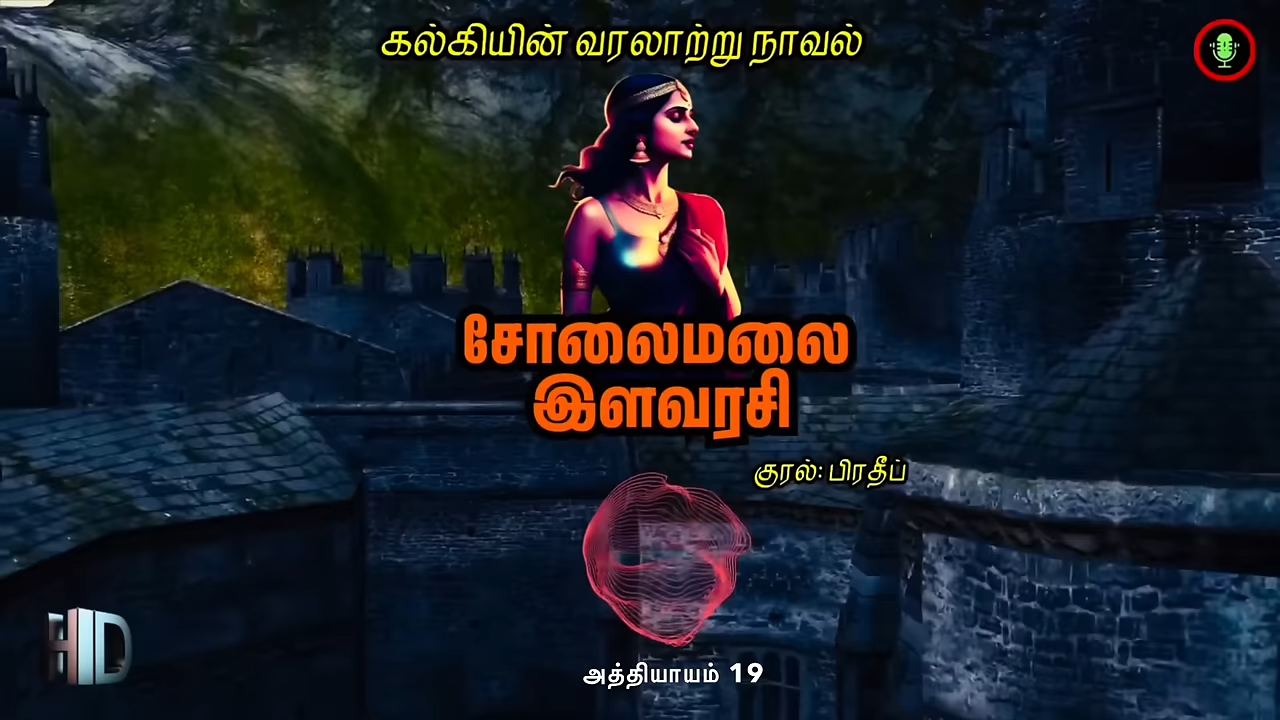 கல்கியின் வரலாற்று நாவல்
சோலைமலை
இளவரசி
குரல்: பிரதீப்
HD
அத்தியாயம் 19